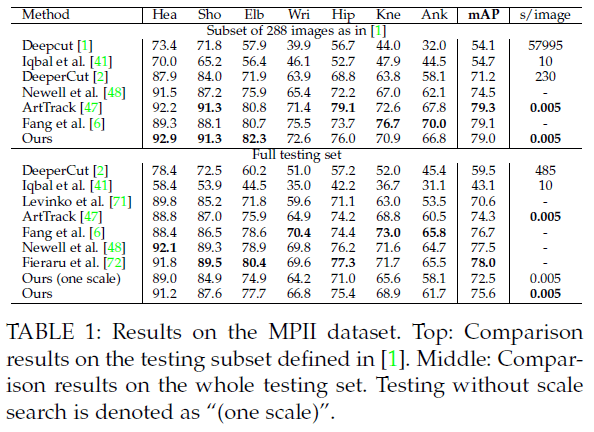 Method Hea Sho Elb Wri Hip Kne Ank mAP s/image
Subset of 288 images as in [1]
Deepcut [1] 73.4 71.8 57.9 39.9 56.7 44.0 32.0 54.1 57995
Iqbal et al. [41] 70.0 65.2 56.4 46.1 52.7 47.9 44.5 54.7 10
DeeperCut [2] 87.9 84.0 71.9 63.9 68.8 63.8 58.1 71.2 230
Newell et al. [48] 91.5 87.2 75.9 65.4 72.2 67.0 62.1 74.5 -
ArtTrack [47] 92.2 91.3 80.8 71.4 79.1 72.6 67.8 79.3 0.005
Fang et al. [6] 89.3 88.1 80.7 75.5 73.7 76.7 70.0 79.1 -
Ours 92.9 91.3 82.3 72.6 76.0 70.9 66.8 79.0 0.005
Full testing set
DeeperCut [2] 78.4 72.5 60.2 51.0 57.2 52.0 45.4 59.5 485
Iqbal et al. [41] 58.4 53.9 44.5 35.0 42.2 36.7 31.1 43.1 10
Levinko et al. [71] 89.8 85.2 71.8 59.6 71.1 63.0 53.5 70.6 -
ArtTrack [47] 88.8 87.0 75.9 64.9 74.2 68.8 60.5 74.3 0.005
Fang et al. [6] 88.4 86.5 78.6 70.4 74.4 73.0 65.8 76.7 -
Newell et al. [48] 92.1 89.3 78.9 69.8 76.2 71.6 64.7 77.5 -
Fieraru et al. [72] 91.8 89.5 80.4 69.6 77.3 71.7 65.5 78.0 -
Ours (one scale) 89.0 84.9 74.9 64.2 71.0 65.6 58.1 72.5 0.005
Ours 91.2 87.6 77.7 66.8 75.4 68.9 61.7 75.6 0.005
TABLE 1: Results on the MPII dataset. Top: Comparison
results on the testing subset defined in [1]. Middle: Compar-
ison results on the whole testing set. Testing without scale
search is denoted as “(one scale)”.